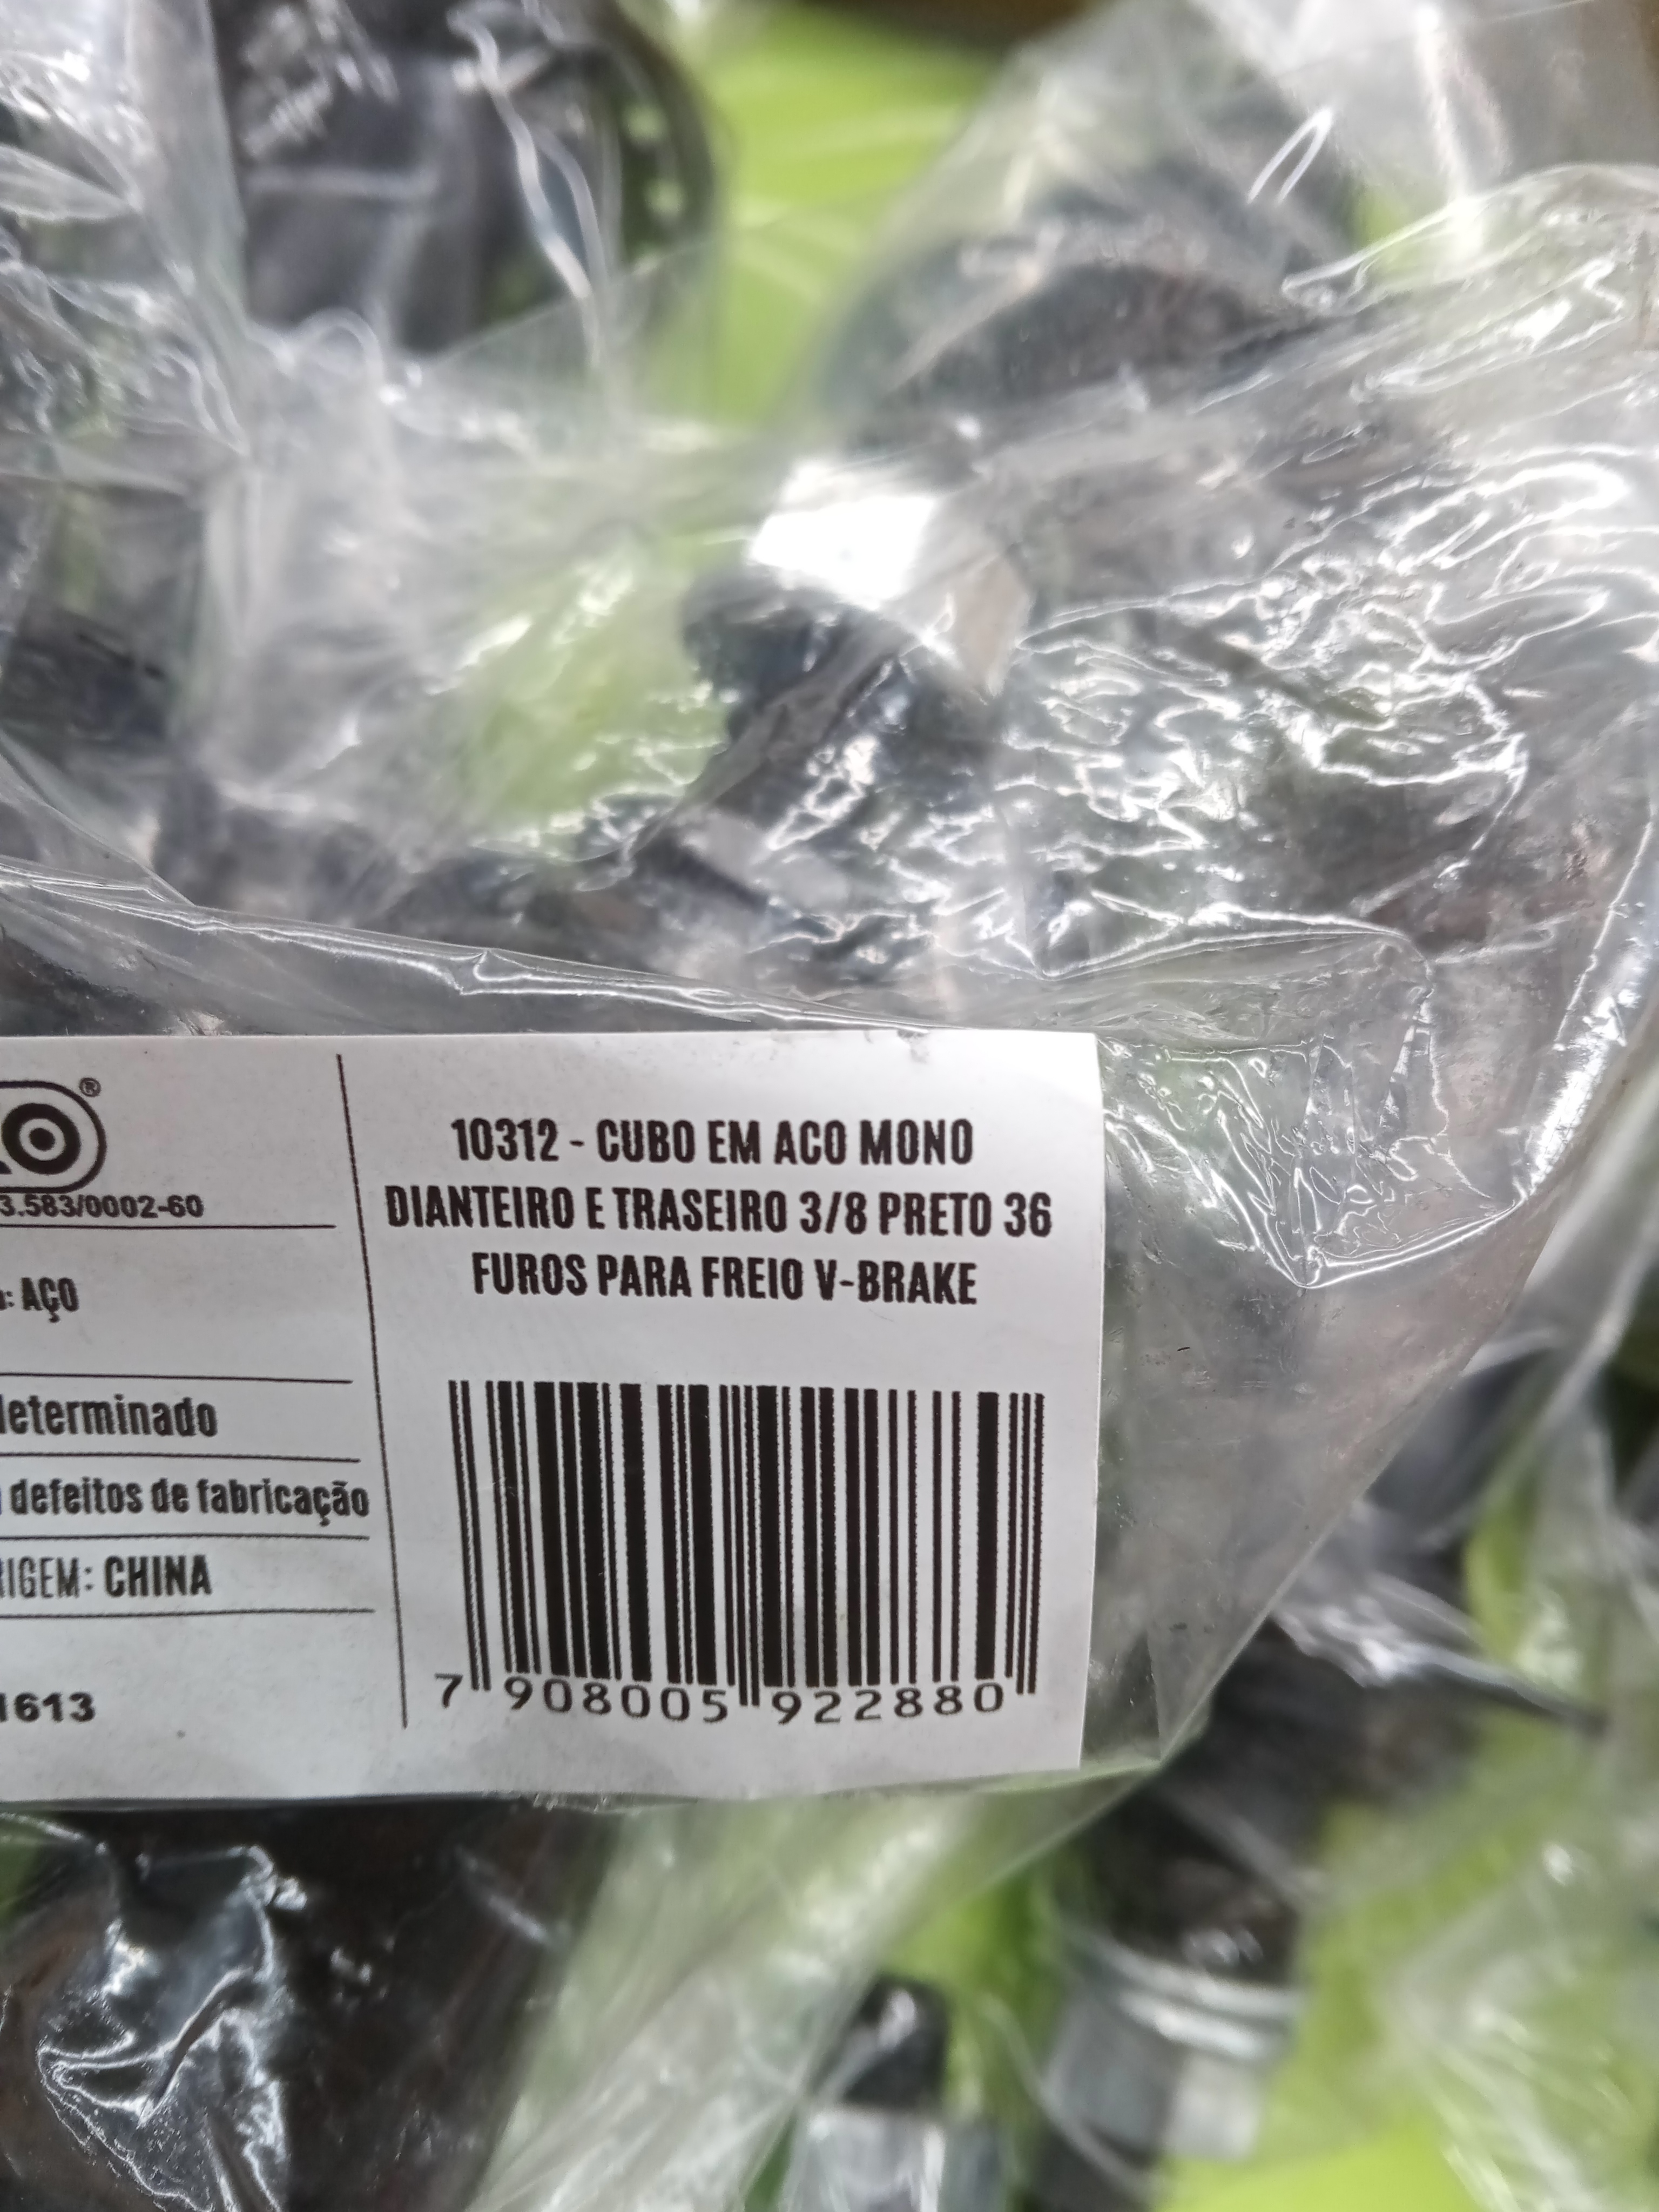 ®
3.583/0002-60
: AÇO
determinado
defeitos de fabricação
IGEM: CHINA
1613
10312 - CUBO EM ACO MONO
DIANTEIRO E TRASEIRO 3/8 PRETO 36
FUROS PARA FREIO V-BRAKE
7 908005 922880